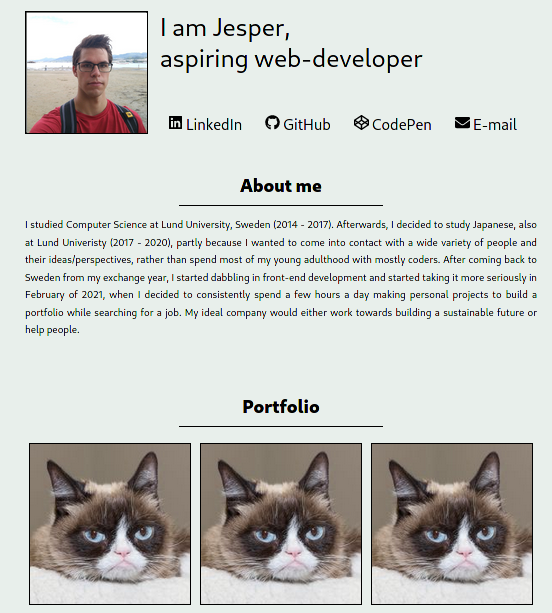 I am Jesper,
aspiring web-developer
LinkedIn GitHub CodePen E-mail
About me
I studied Computer Science at Lund University, Sweden (2014 - 2017). Afterwards, I decided to study Japanese, also
at Lund Univeristy (2017 - 2020), partly because I wanted to come into contact with a wide variety of people and
their ideas/perspectives, rather than spend most of my young adulthood with mostly coders. After coming back to
Sweden from my exchange year, I started dabbling in front-end development and started taking it more seriously in
February of 2021, when I decided to consistently spend a few hours a day making personal projects to build a
portfolio while searching for a job. My ideal company would either work towards building a sustainable future or
help people.
Portfolio